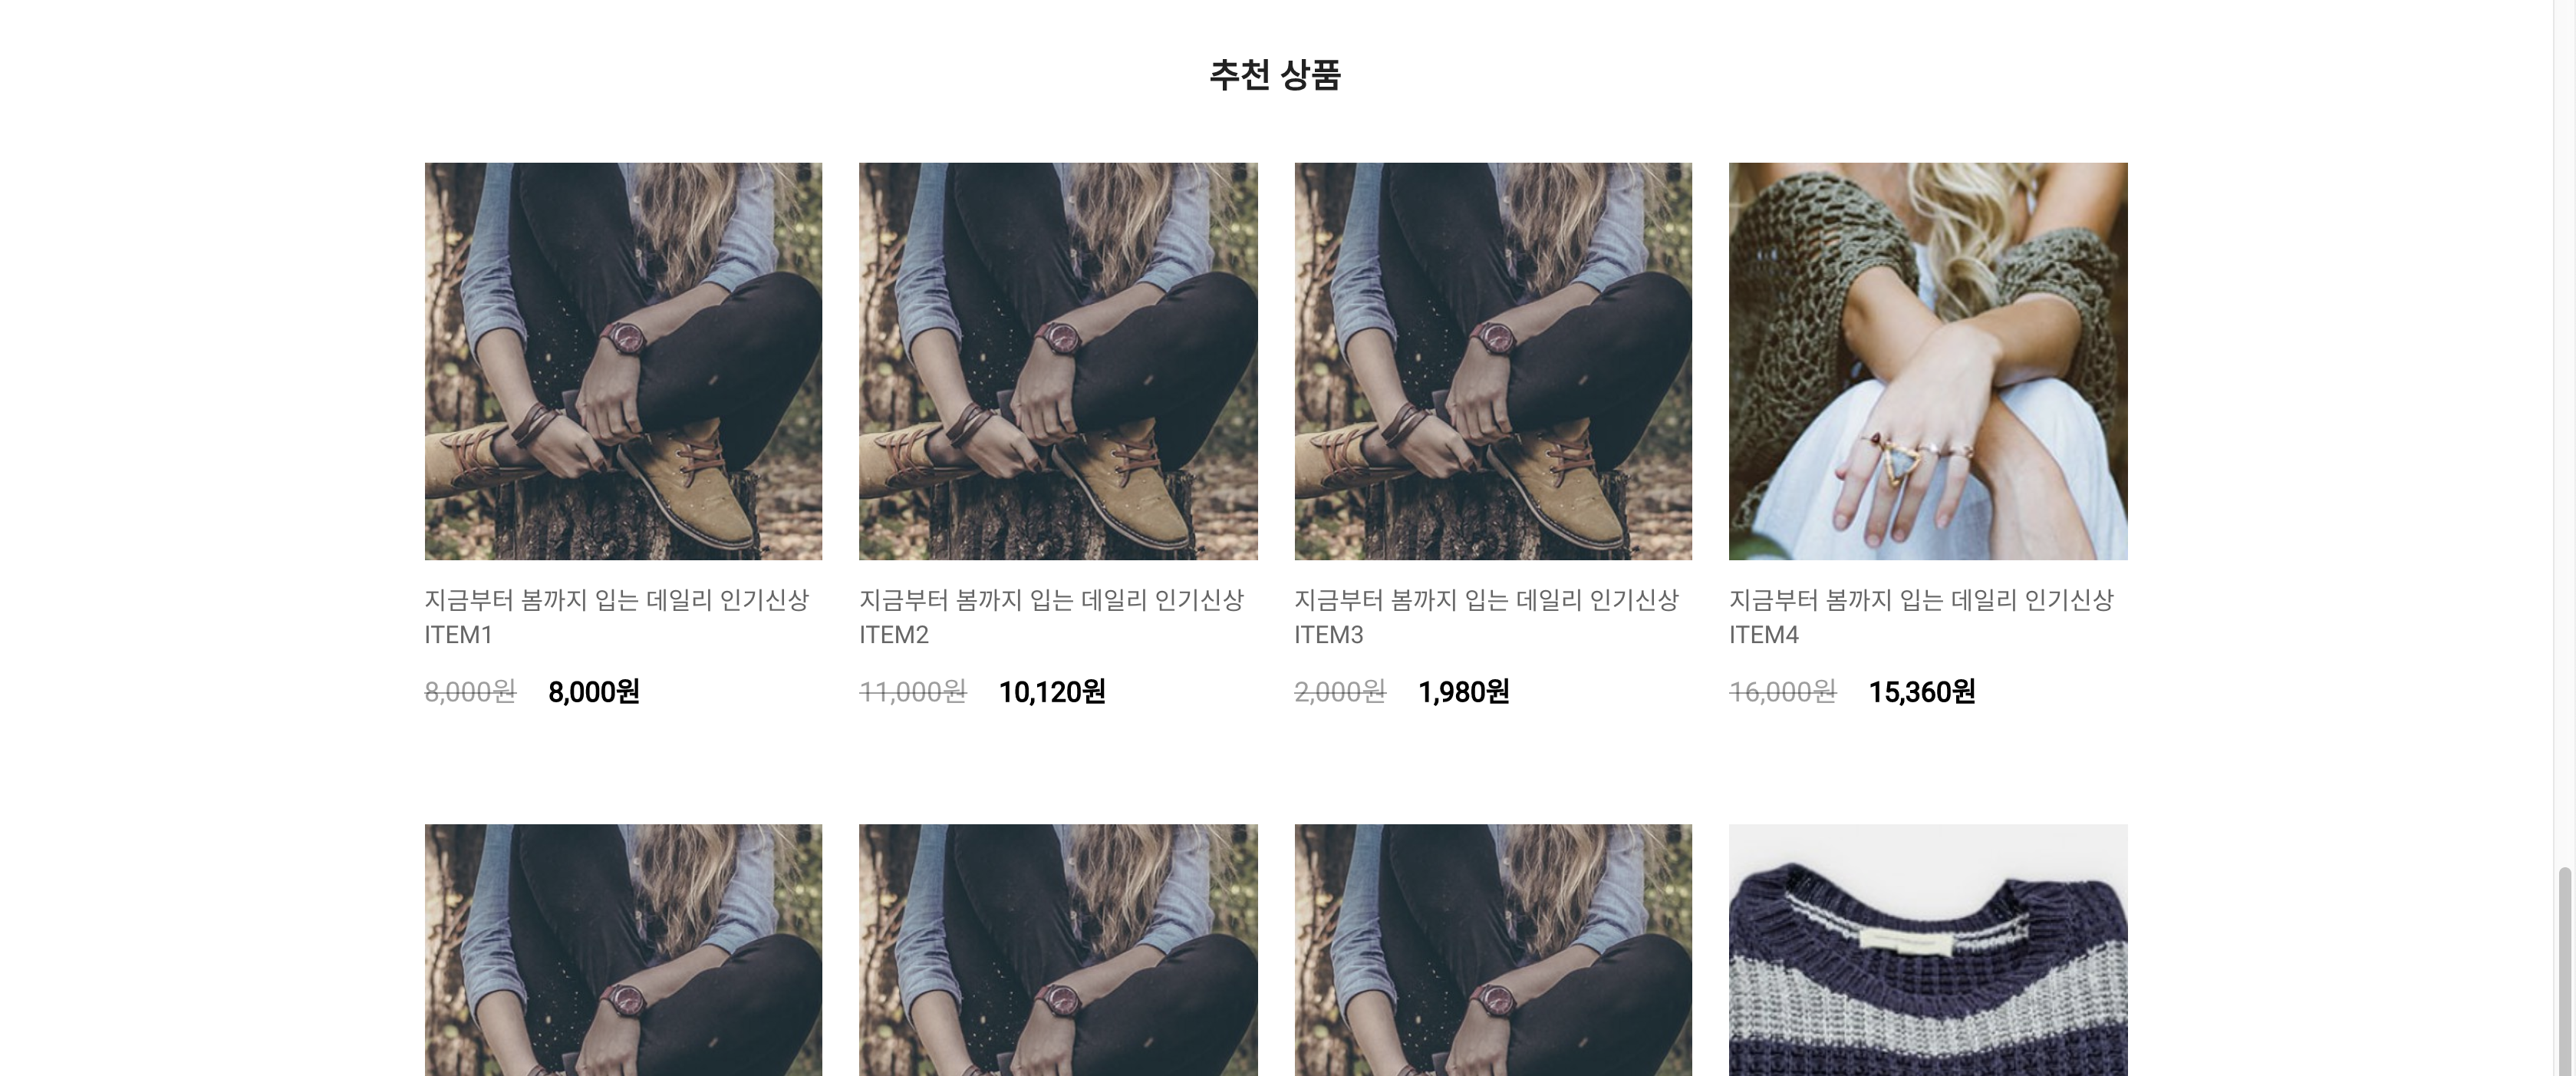 추천 상품
지금부터 봄까지 입는 데일리 인기신상
ITEM1
8,000원 8,000원
지금부터 봄까지 입는 데일리 인기신상
ITEM2
11,000원 10,120원
지금부터 봄까지 입는 데일리 인기신상
ITEM3
2,000원 1,980원
지금부터 봄까지 입는 데일리 인기신상
ITEM4
16,000원 15,360원